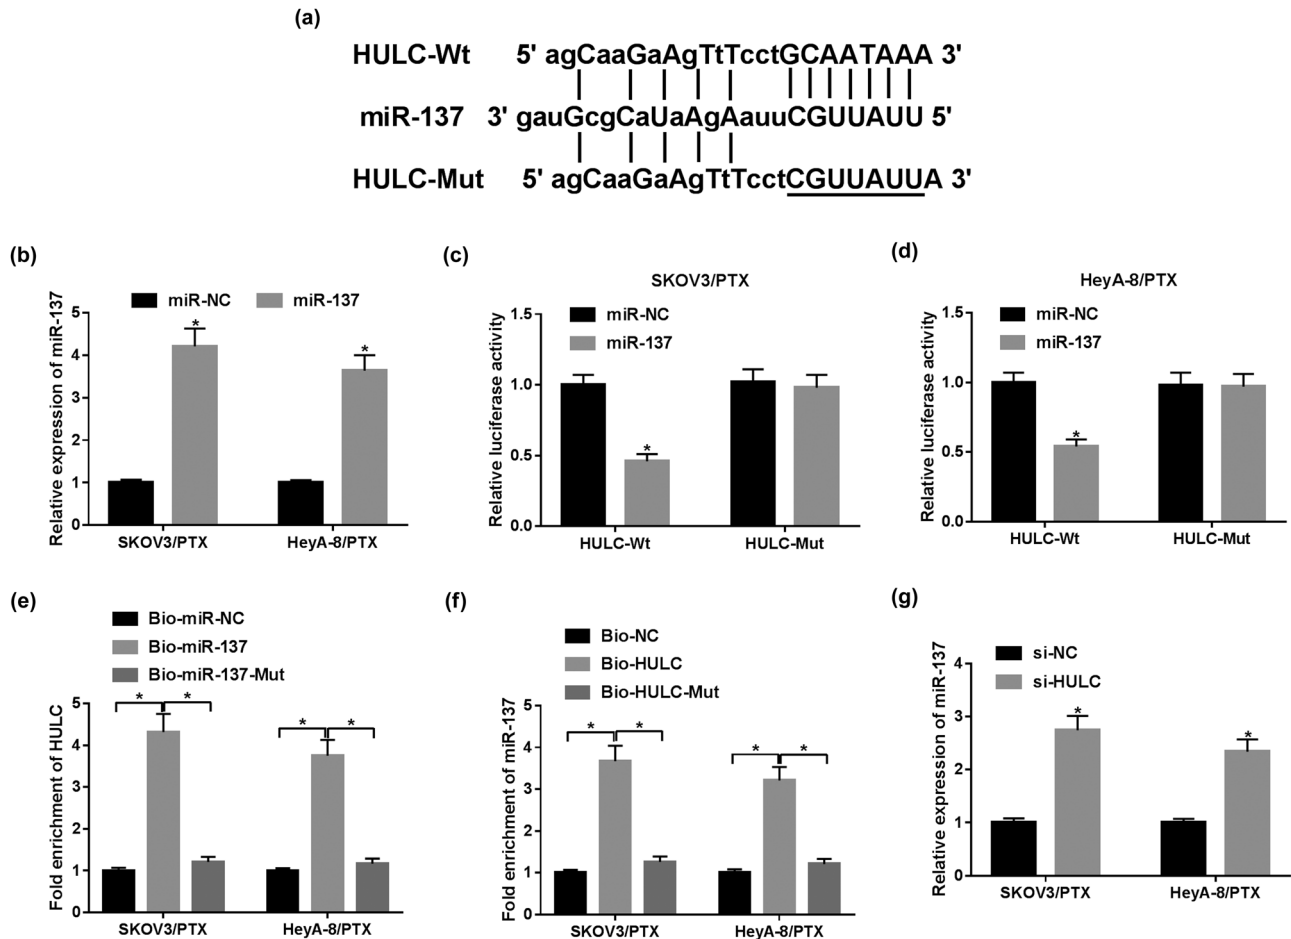 (a)
HULC-Wt 5' agCaaGaAgTtTcctGCAATAAA 3'
miR-137 3' gauGcgCaUaAgAauuCGUUAUU 5'
HULC-Mut 5' agCaaGaAgTtTcctCGUUAUUA 3'
(b)
miR-NC miR-137
Relative expression of miR-137
5
4
3
2
1
0
SKOV3/PTX HeyA-8/PTX
* *
(c)
SKOV3/PTX
miR-NC
miR-137
Relative luciferase activity
1.5
1.0
0.5
0.0
HULC-Wt HULC-Mut
*
(d)
HeyA-8/PTX
miR-NC
miR-137
Relative luciferase activity
1.5
1.0
0.5
0.0
HULC-Wt HULC-Mut
*
(e)
Bio-miR-NC
Bio-miR-137
Bio-miR-137-Mut
Fold enrichment of HULC
5
4
3
2
1
0
SKOV3/PTX HeyA-8/PTX
* * * *
(f)
Bio-NC
Bio-HULC
Bio-HULC-Mut
Fold enrichment of miR-137
5
4
3
2
1
0
SKOV3/PTX HeyA-8/PTX
* * * *
(g)
si-NC
si-HULC
Relative expression of miR-137
4
3
2
1
0
SKOV3/PTX HeyA-8/PTX
* *